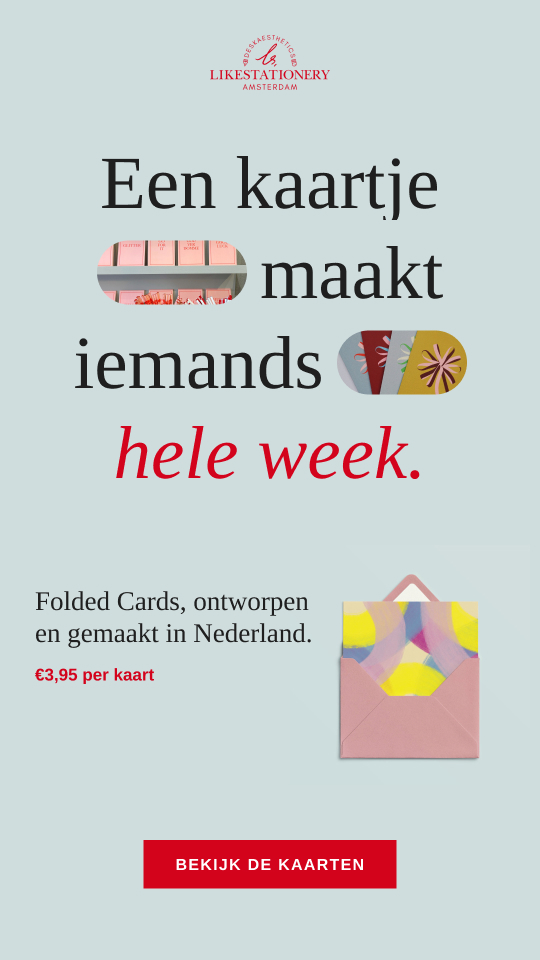 DESKAESTHETICS
LIKESTATIONERY
AMSTERDAM
Een kaartje
maakt
iemands
hele week.
Folded Cards, ontworpen
en gemaakt in Nederland.
€3,95 per kaart
BEKIJK DE KAARTEN